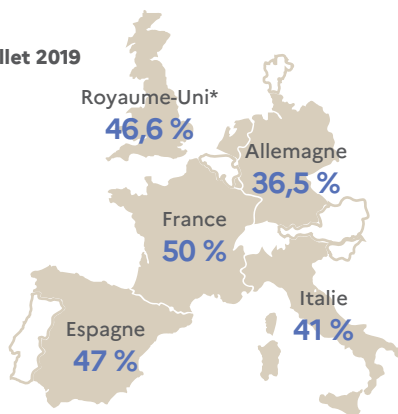 llet 2019
Royaume-Uni*
46,6 %
Allemagne
36,5 %
France
50 %
Italie
41 %
Espagne
47 %